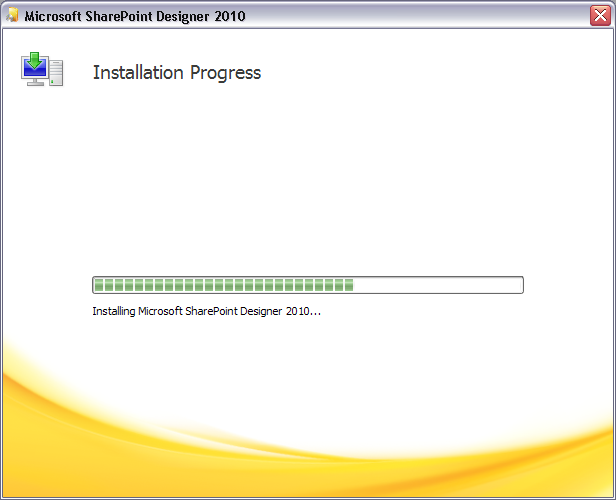 Microsoft SharePoint Designer 2010
Installation Progress
Installing Microsoft SharePoint Designer 2010...